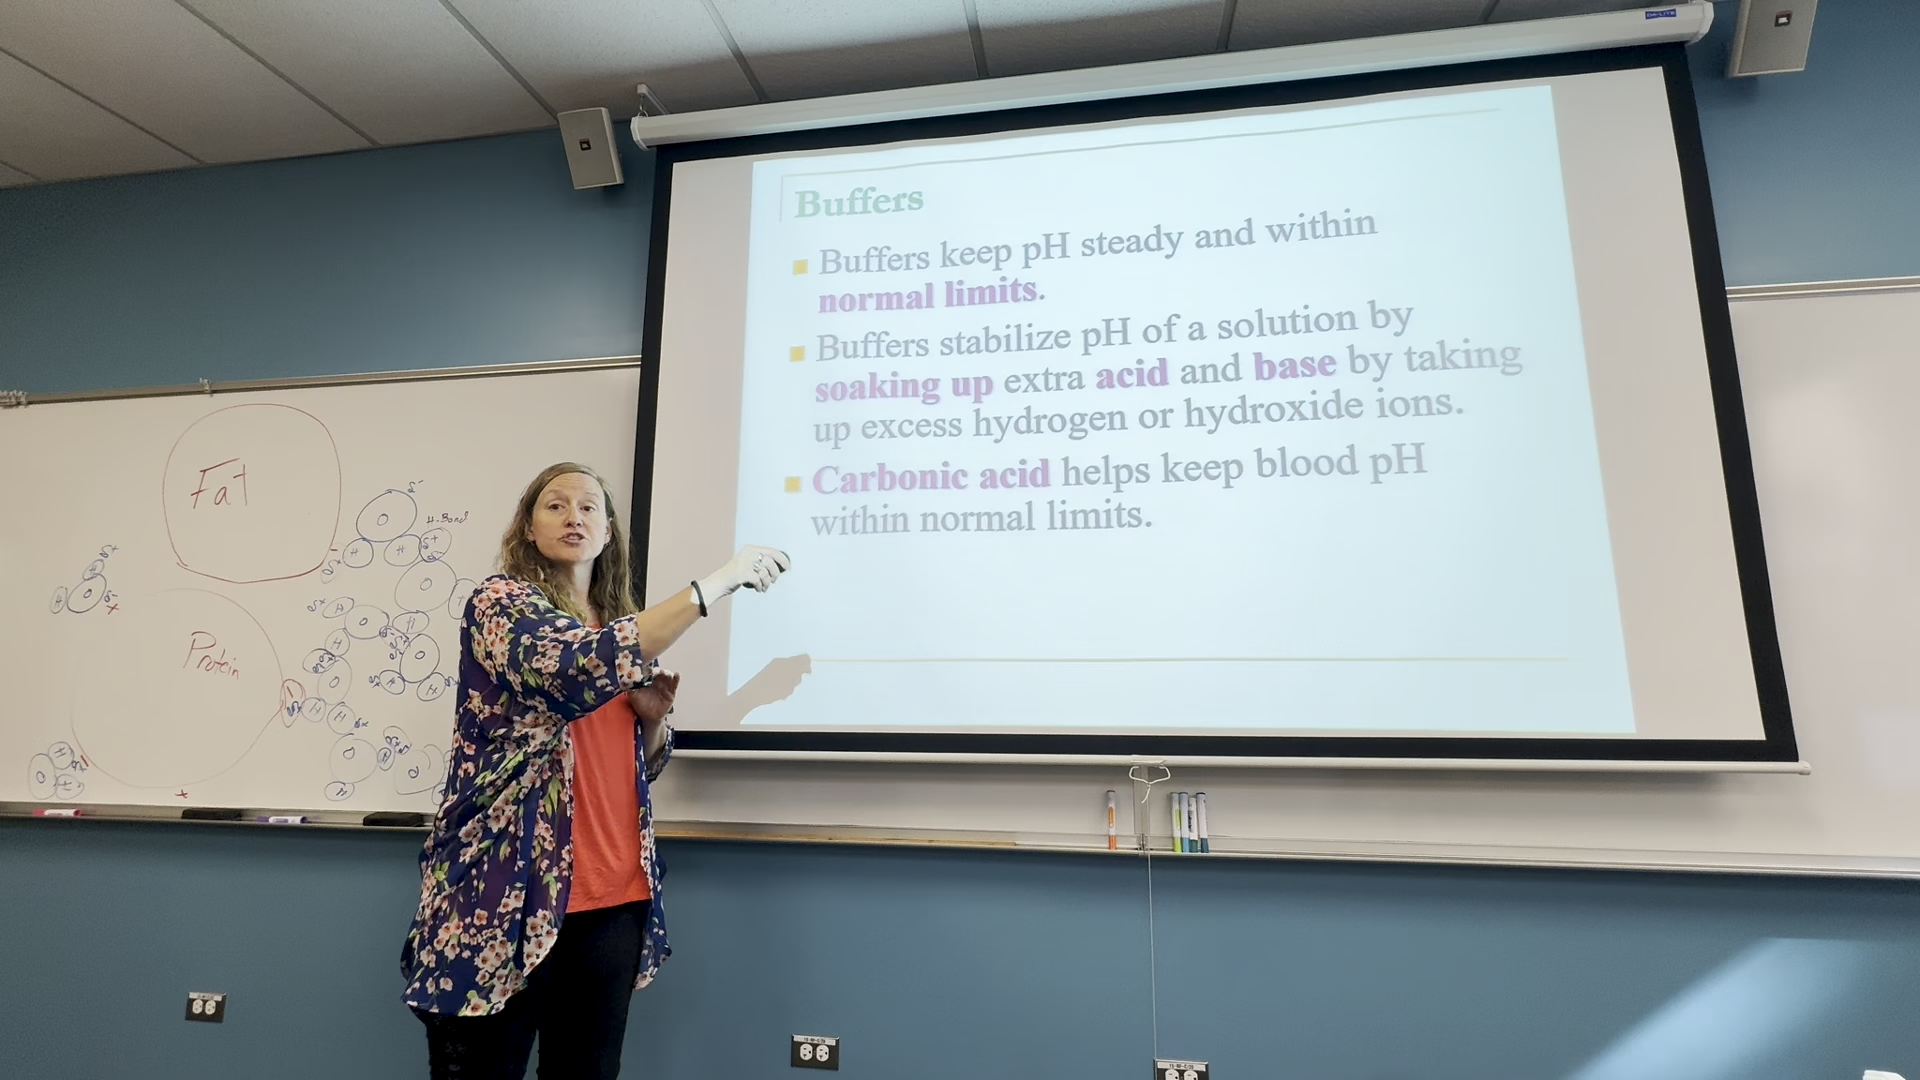 DA-LITE
Buffers
Buffers keep pH steady and within
normal limits.
Buffers stabilize pH of a solution by
soaking up extra acid and base by taking
up excess hydrogen or hydroxide ions.
Carbonic acid helps keep blood pH
within normal limits.
Fat
H-Bond
Protein